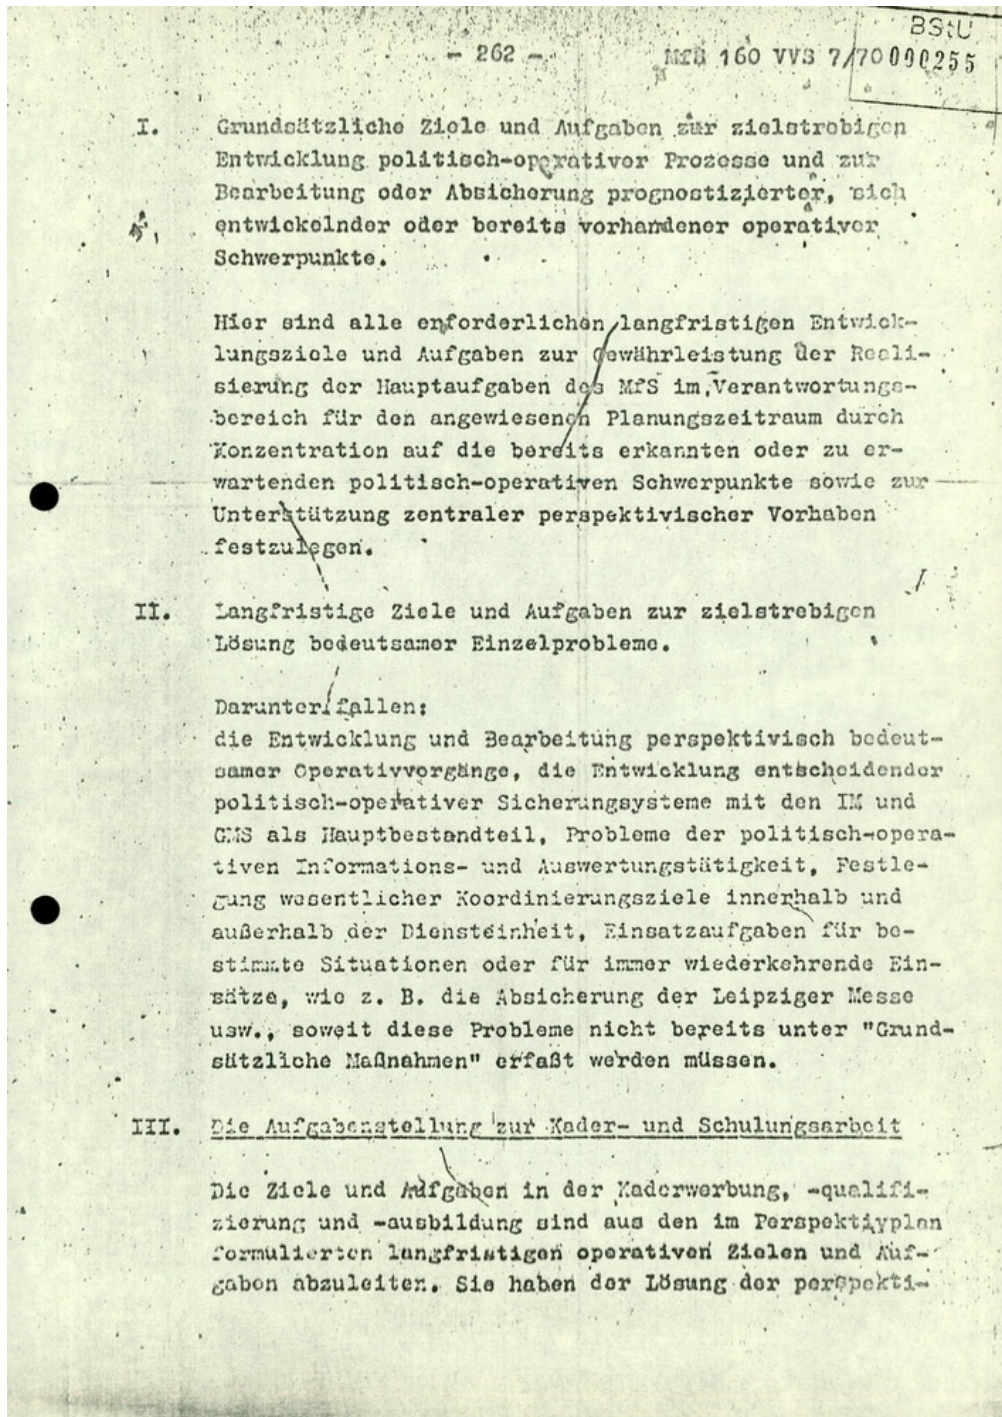 BStU
- 262 -
MfS 160 VVS 7/70 000255
I. Grundsätzliche Ziele und Aufgaben zur zielstrebigen
Entwicklung politisch-operativer Prozesse und zur
Bearbeitung oder Absicherung prognostizierter, sich
entwickelnder oder bereits vorhandener operativer
Schwerpunkte.
Hier sind alle erforderlichen langfristigen Entwick-
lungsziele und Aufgaben zur Gewährleistung der Reali-
sierung der Hauptaufgaben des MfS im Verantwortungs-
bereich für den angewiesenen Planungszeitraum durch
Konzentration auf die bereits erkannten oder zu er-
wartenden politisch-operativen Schwerpunkte sowie zur
Unterstützung zentraler perspektivischer Vorhaben
festzulegen.
II. Langfristige Ziele und Aufgaben zur zielstrebigen
Lösung bedeutsamer Einzelprobleme.
Darunter fallen:
die Entwicklung und Bearbeitung perspektivisch bedeut-
samer Operativvorgänge, die Entwicklung entscheidender
politisch-operativer Sicherungsysteme mit den IM und
GMS als Hauptbestandteil, Probleme der politisch-opera-
tiven Informations- und Auswertungstätigkeit, Festle-
gung wesentlicher Koordinierungsziele innerhalb und
außerhalb der Diensteinheit, Einsatzaufgaben für be-
stimmte Situationen oder für immer wiederkehrende Ein-
sätze, wie z. B. die Absicherung der Leipziger Messe
usw., soweit diese Probleme nicht bereits unter "Grund-
sätzliche Maßnahmen" erfaßt werden müssen.
III. Die Aufgabenstellung zur Kader- und Schulungsarbeit
Die Ziele und Aufgaben in der Kaderwerbung, -qualifi-
zierung und -ausbildung sind aus den im Perspektivplan
formulierten langfristigen operativen Zielen und Auf-
gaben abzuleiten. Sie haben der Lösung der perspekti-